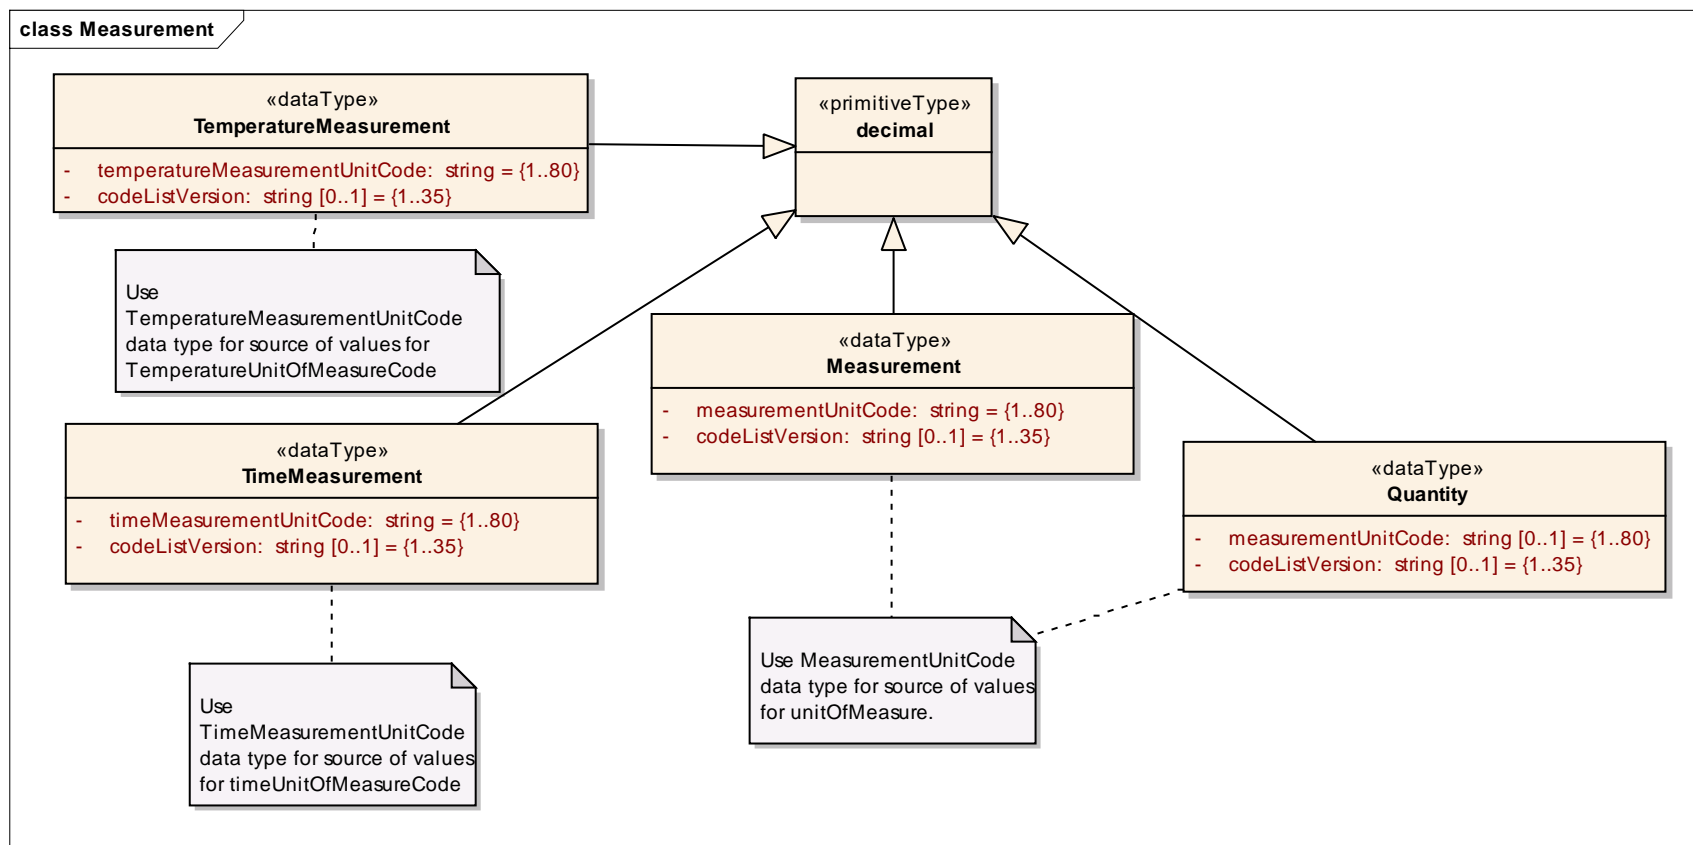 class Measurement
«dataType»
TemperatureMeasurement
- temperatureMeasurementUnitCode: string = {1..80}
- codeListVersion: string [0..1] = {1..35}
«primitiveType»
decimal
Use
TemperatureMeasurementUnitCode
data type for source of values for
TemperatureUnitOfMeasureCode
«dataType»
Measurement
- measurementUnitCode: string = {1..80}
- codeListVersion: string [0..1] = {1..35}
«dataType»
TimeMeasurement
- timeMeasurementUnitCode: string = {1..80}
- codeListVersion: string [0..1] = {1..35}
«dataType»
Quantity
- measurementUnitCode: string [0..1] = {1..80}
- codeListVersion: string [0..1] = {1..35}
Use MeasurementUnitCode
data type for source of values
for unitOfMeasure.
Use
TimeMeasurementUnitCode
data type for source of values
for timeUnitOfMeasureCode